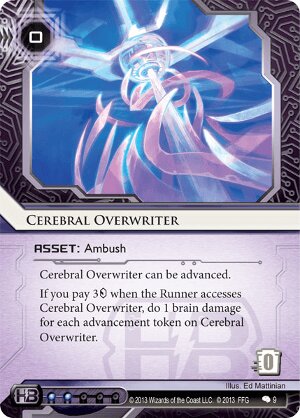 0
CEREBRAL OVERWRITER
ASSET: Ambush
Cerebral Overwriter can be advanced.
If you pay 3 when the Runner accesses
Cerebral Overwriter, do 1 brain damage
for each advancement token on Cerebral
Overwriter.
0
Illus. Ed Mattinian
HB
© 2013 Wizards of the Coast LLC. © 2013 FFG 9